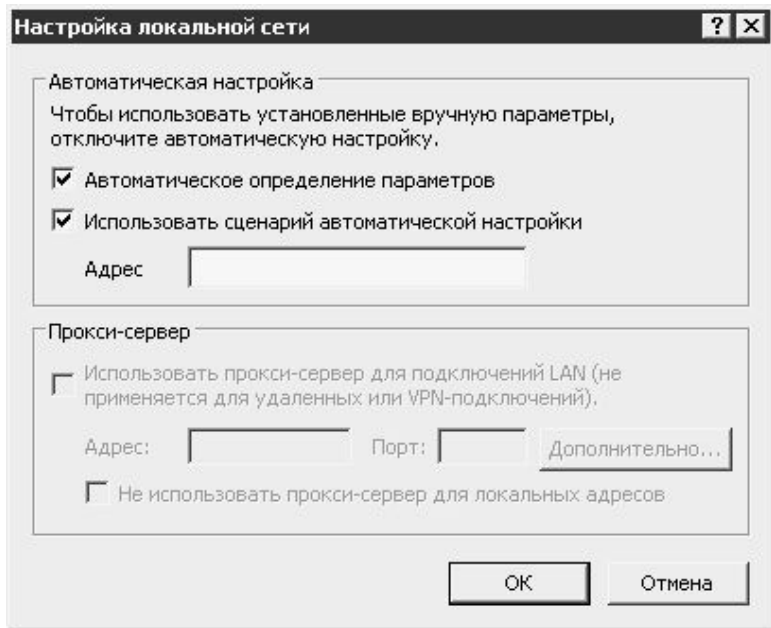 Настройка локальной сети
Автоматическая настройка
Чтобы использовать установленные вручную параметры,
отключите автоматическую настройку.
Автоматическое определение параметров
Использовать сценарий автоматической настройки
Адрес
Прокси-сервер
Использовать прокси-сервер для подключений LAN (не
применяется для удаленных или VPN-подключений).
Адрес: Порт: Дополнительно...
Не использовать прокси-сервер для локальных адресов
ОК Отмена